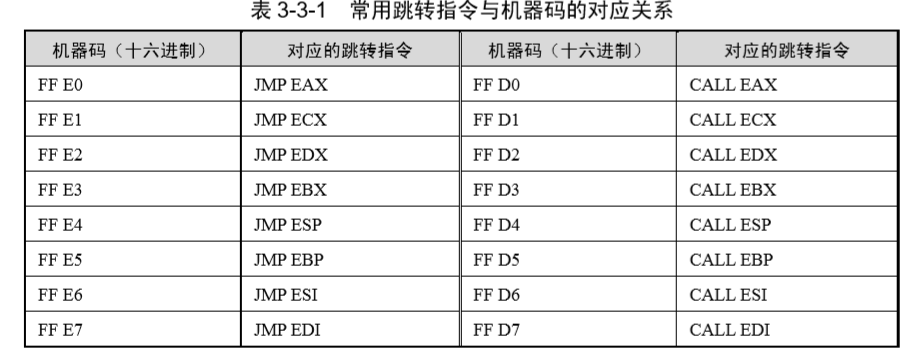 表 3-3-1 常用跳转指令与机器码的对应关系
机器码（十六进制） 对应的跳转指令 机器码（十六进制） 对应的跳转指令
FF E0 JMP EAX FF D0 CALL EAX
FF E1 JMP ECX FF D1 CALL ECX
FF E2 JMP EDX FF D2 CALL EDX
FF E3 JMP EBX FF D3 CALL EBX
FF E4 JMP ESP FF D4 CALL ESP
FF E5 JMP EBP FF D5 CALL EBP
FF E6 JMP ESI FF D6 CALL ESI
FF E7 JMP EDI FF D7 CALL EDI